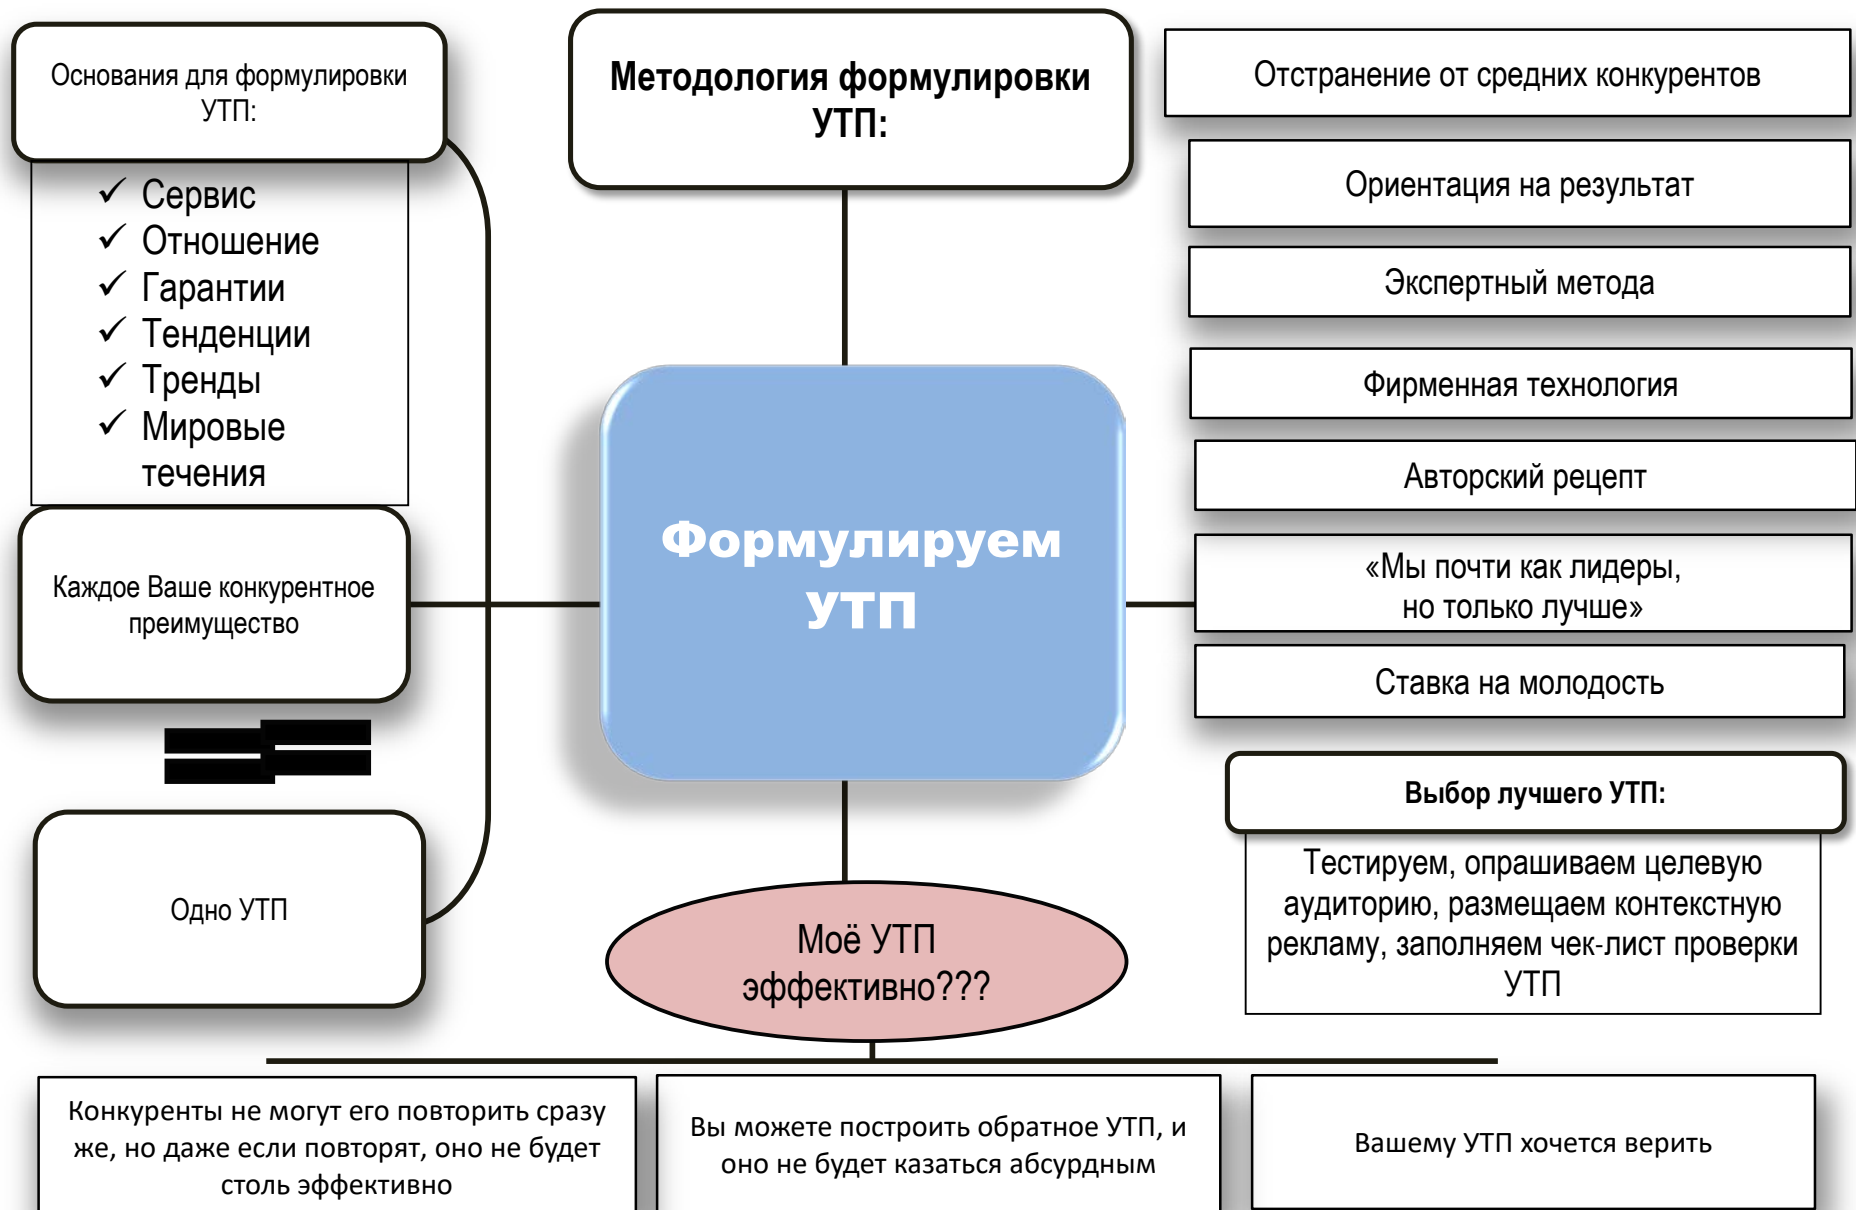 Основания для формулировки
УТП:
✓ Сервис
✓ Отношение
✓ Гарантии
✓ Тенденции
✓ Тренды
✓ Мировые
течения
Каждое Ваше конкурентное
преимущество
Одно УТП
Методология формулировки
УТП:
Формулируем
УТП
Моё УТП
эффективно???
Отстранение от средних конкурентов
Ориентация на результат
Экспертный метода
Фирменная технология
Авторский рецепт
«Мы почти как лидеры,
но только лучше»
Ставка на молодость
Выбор лучшего УТП:
Тестируем, опрашиваем целевую
аудиторию, размещаем контекстную
рекламу, заполняем чек-лист проверки
УТП
Конкуренты не могут его повторить сразу
же, но даже если повторят, оно не будет
столь эффективно
Вы можете построить обратное УТП, и
оно не будет казаться абсурдным
Вашему УТП хочется верить